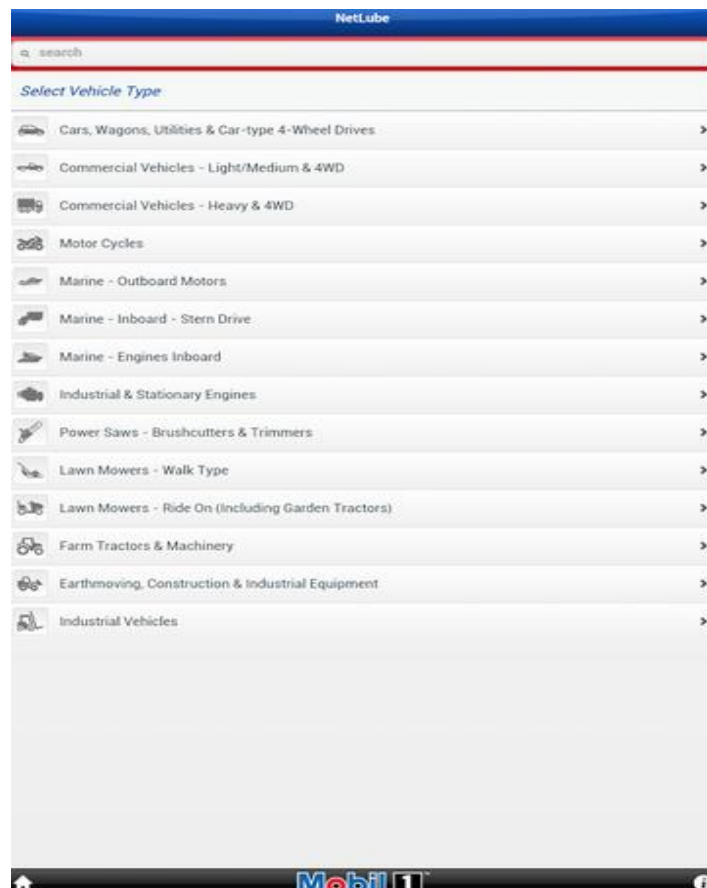 NetLube
search
Select Vehicle Type
Cars, Wagons, Utilities & Car-type 4-Wheel Drives
Commercial Vehicles - Light/Medium & 4WD
Commercial Vehicles - Heavy & 4WD
Motor Cycles
Marine - Outboard Motors
Marine - Inboard - Stern Drive
Marine - Engines Inboard
Industrial & Stationary Engines
Power Saws - Brushcutters & Trimmers
Lawn Mowers - Walk Type
Lawn Mowers - Ride On (Including Garden Tractors)
Farm Tractors & Machinery
Earthmoving, Construction & Industrial Equipment
Industrial Vehicles
Mobil 1